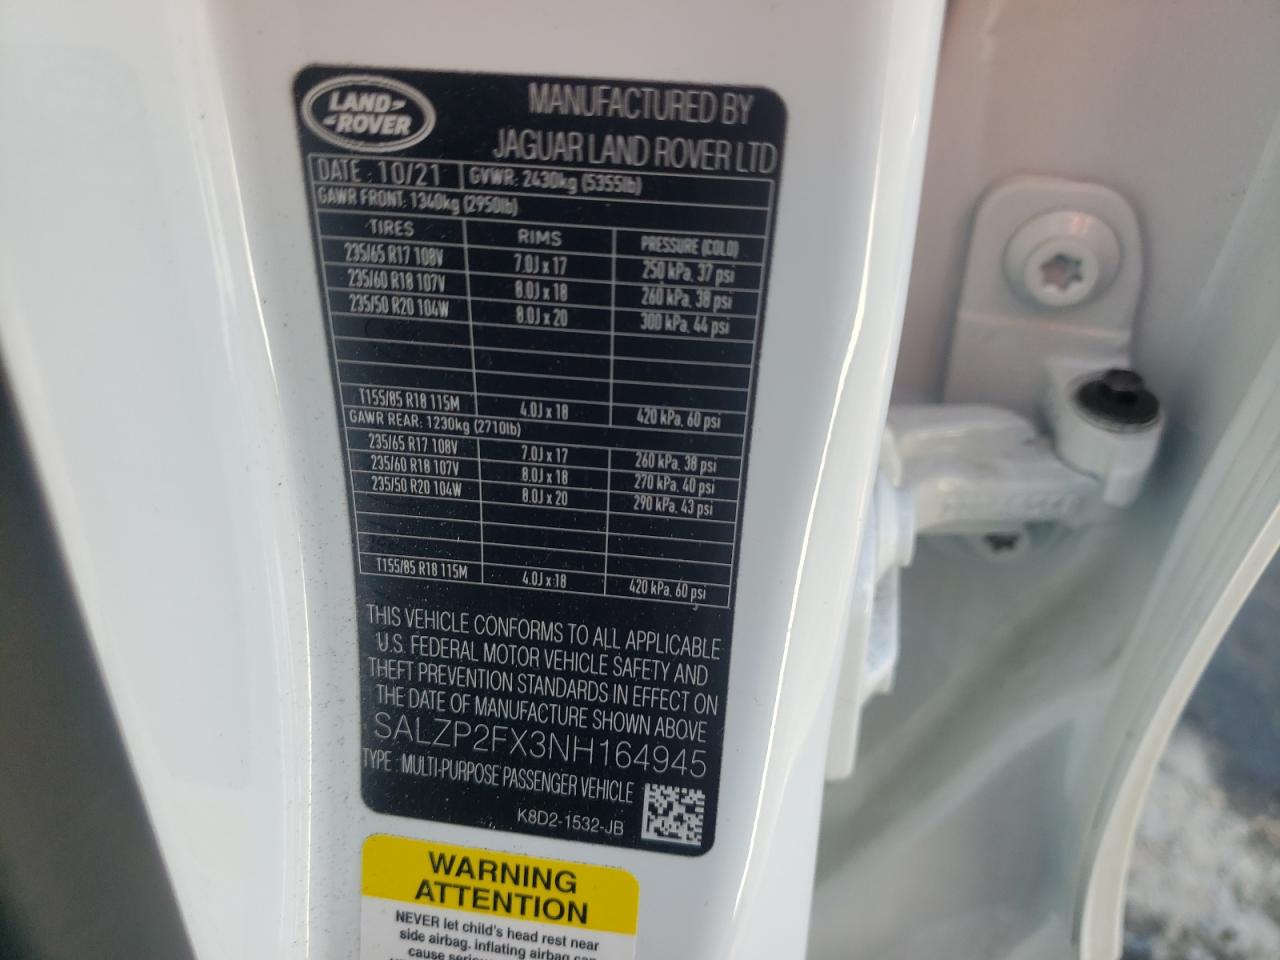 LAND-
-ROVER
MANUFACTURED BY
JAGUAR LAND ROVER LTD
DATE : 10/21 GVWR: 2430kg (5355lb)
GAWR FRONT: 1340kg (2950lb)
TIRES RIMS PRESSURE (COLD)
235/65 R17 108V 7.0J x 17 250 kPa, 37 psi
235/60 R18 107V 8.0J x 18 260 kPa, 38 psi
235/50 R20 104W 8.0J x 20 300 kPa, 44 psi
T155/85 R18 115M 4.0J x 18 420 kPa, 60 psi
GAWR REAR: 1230kg (2710lb)
235/65 R17 108V 7.0J x 17 260 kPa, 38 psi
235/60 R18 107V 8.0J x 18 270 kPa, 40 psi
235/50 R20 104W 8.0J x 20 290 kPa, 43 psi
T155/85 R18 115M 4.0J x 18 420 kPa, 60 psi
THIS VEHICLE CONFORMS TO ALL APPLICABLE
U.S. FEDERAL MOTOR VEHICLE SAFETY AND
THEFT PREVENTION STANDARDS IN EFFECT ON
THE DATE OF MANUFACTURE SHOWN ABOVE
SALZP2FX3NH164945
TYPE : MULTI-PURPOSE PASSENGER VEHICLE
K8D2-1532-JB
WARNING
ATTENTION
NEVER let child's head rest near
side airbag, inflating airbag can
cause